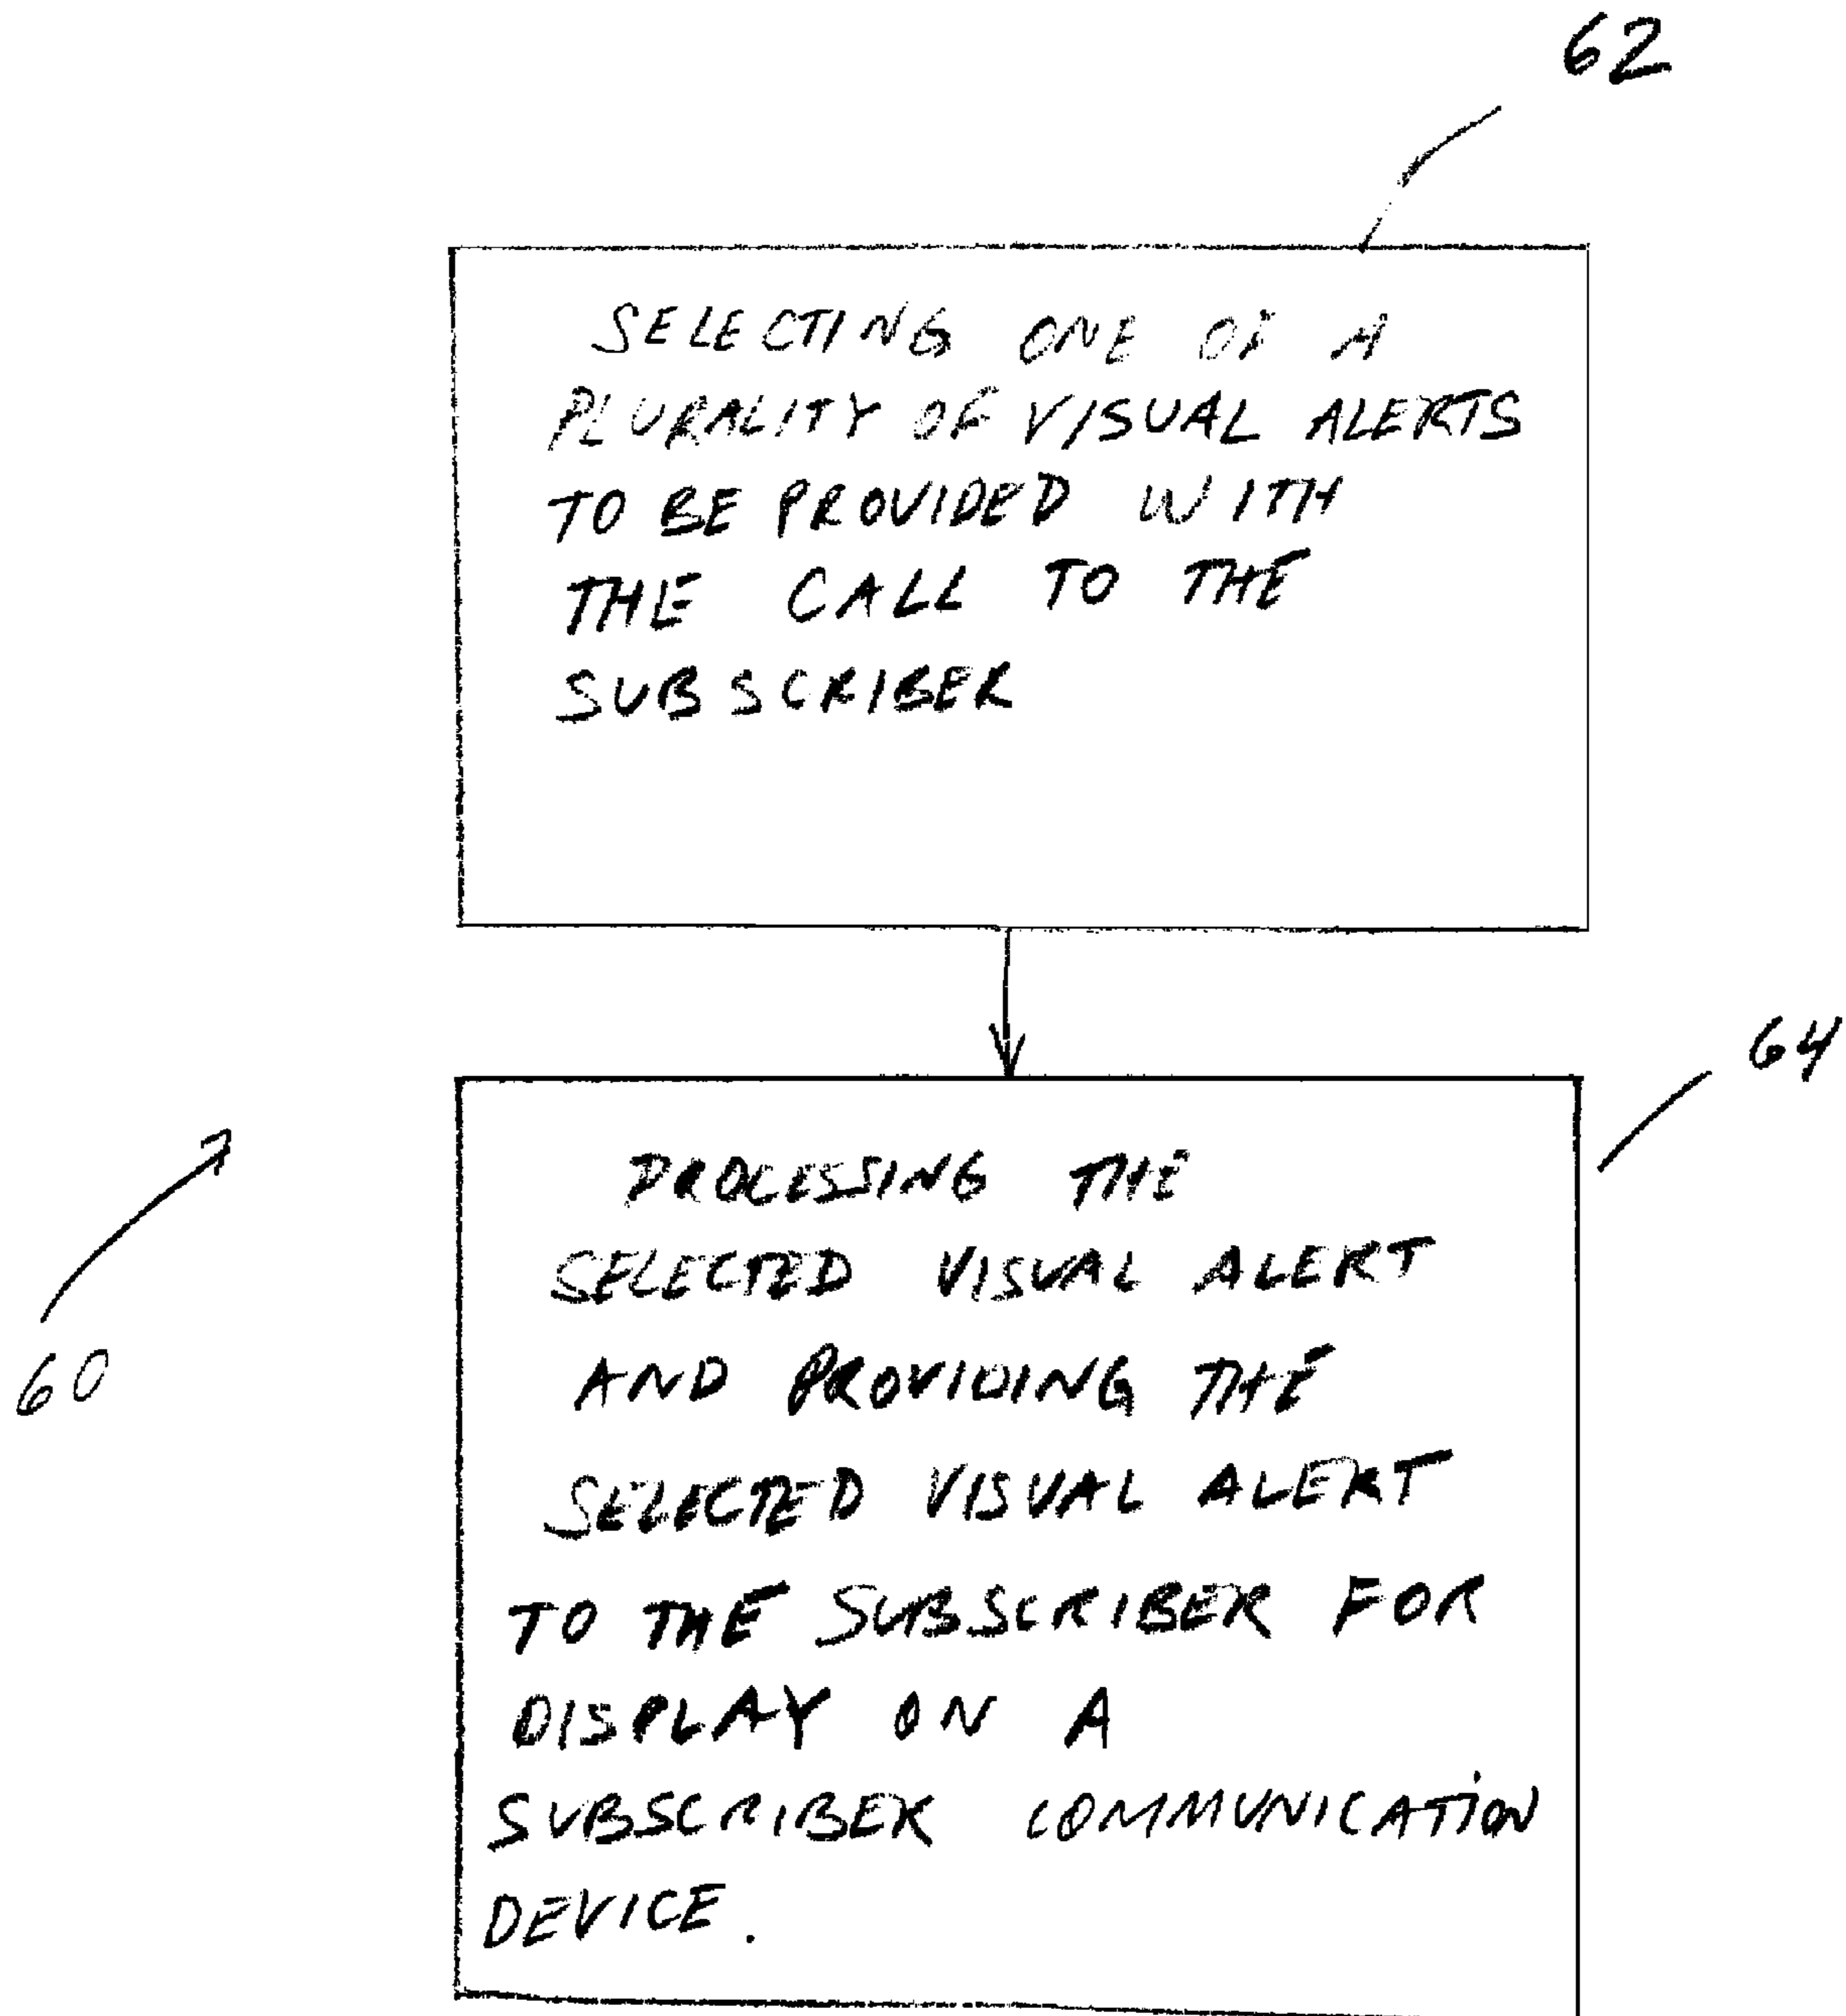 62
SELECTING ONE OF A
PLURALITY OF VISUAL ALERTS
TO BE PROVIDED WITH
THE CALL TO THE
SUBSCRIBER
64
PROCESSING THE
SELECTED VISUAL ALERT
AND PROVIDING THE
SELECTED VISUAL ALERT
TO THE SUBSCRIBER FOR
DISPLAY ON A
SUBSCRIBER COMMUNICATION
DEVICE.
60